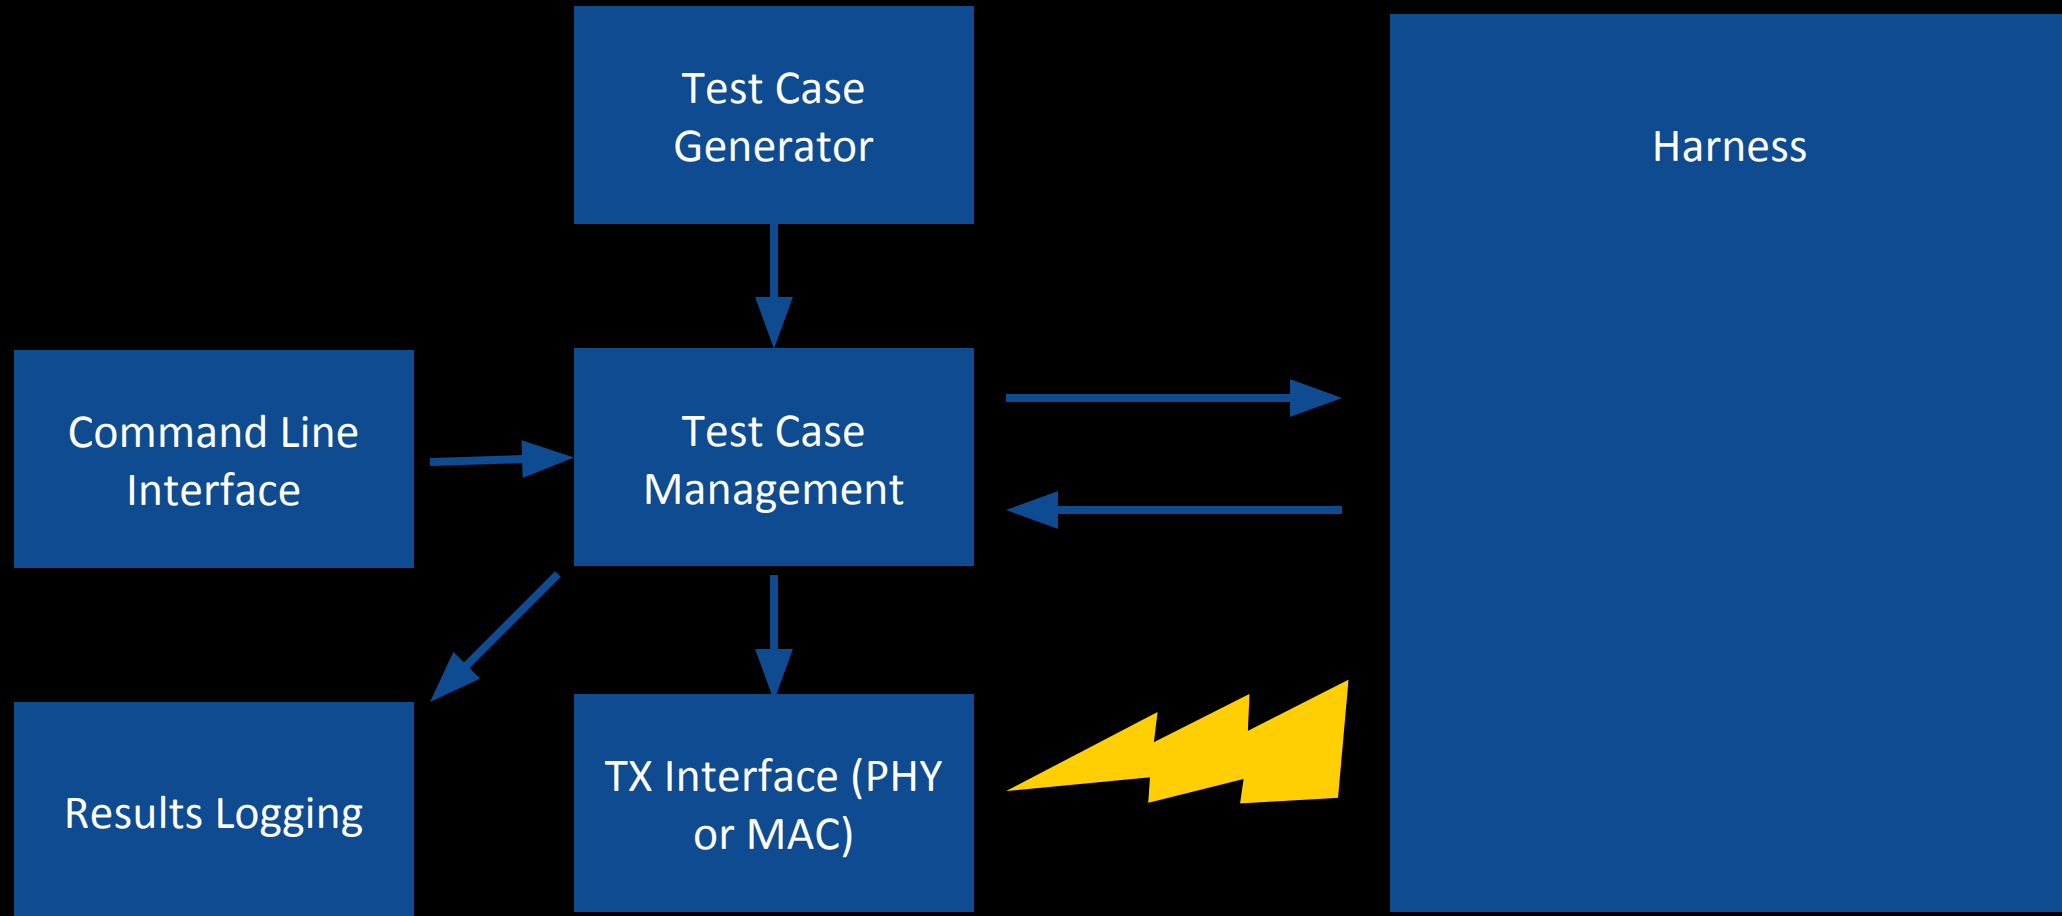 Test Case
Generator
Harness
Command Line
Interface
Test Case
Management
Results Logging
TX Interface (PHY
or MAC)